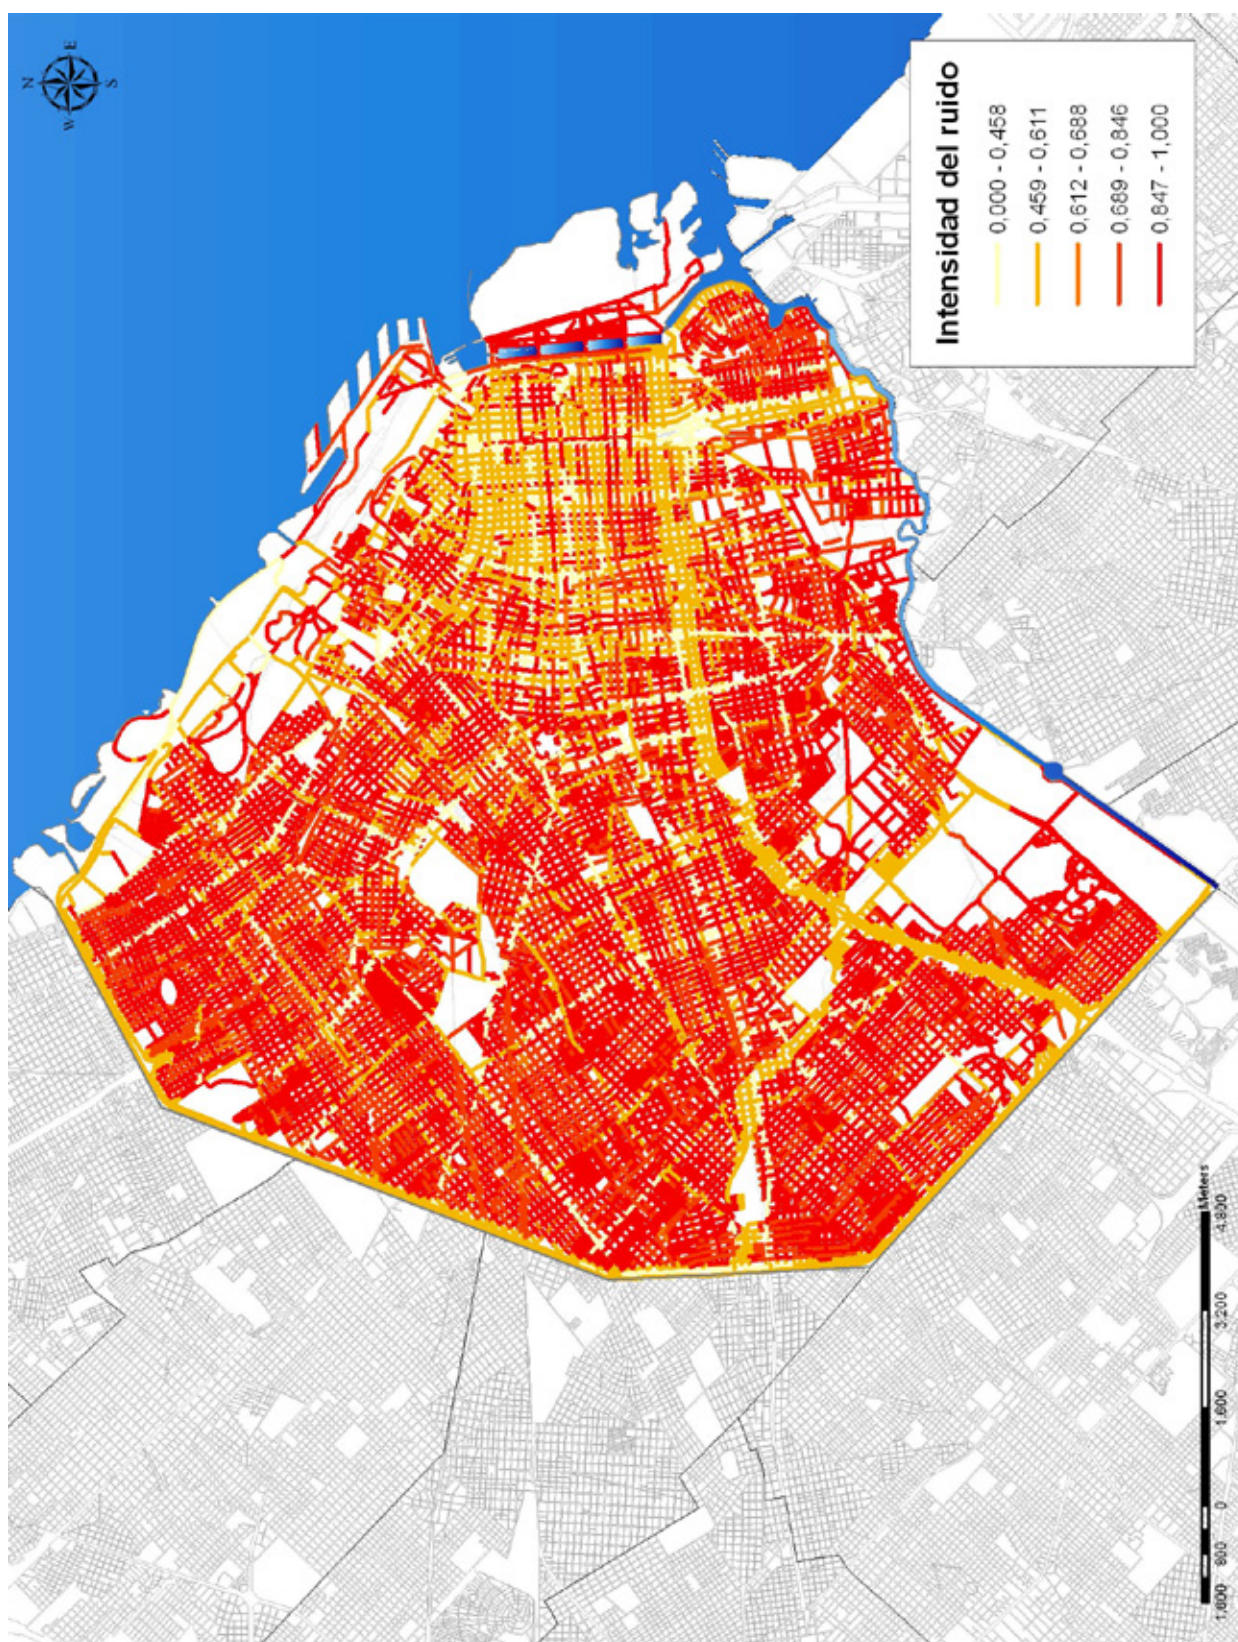 N
E
W
S
Intensidad del ruido
0,000 - 0,458
0,459 - 0,611
0,612 - 0,688
0,689 - 0,846
0,847 - 1,000
Meters
1,600 800 0 1,600 3,200 4,800